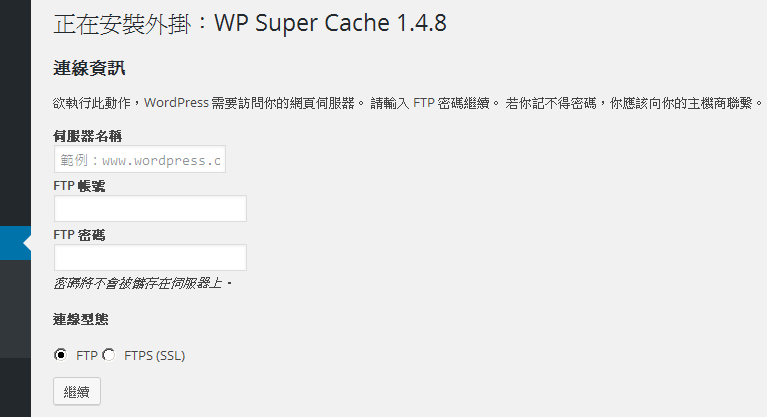 正在安裝外掛：WP Super Cache 1.4.8
連線資訊
欲執行此動作，WordPress 需要訪問你的網頁伺服器。 請輸入 FTP 密碼繼續。 若你記不得密碼，你應該向你的主機商聯繫。
伺服器名稱
範例：www.wordpress.c
FTP 帳號
FTP 密碼
密碼將不會被儲存在伺服器上。
連線型態
FTP FTPS (SSL)
繼續